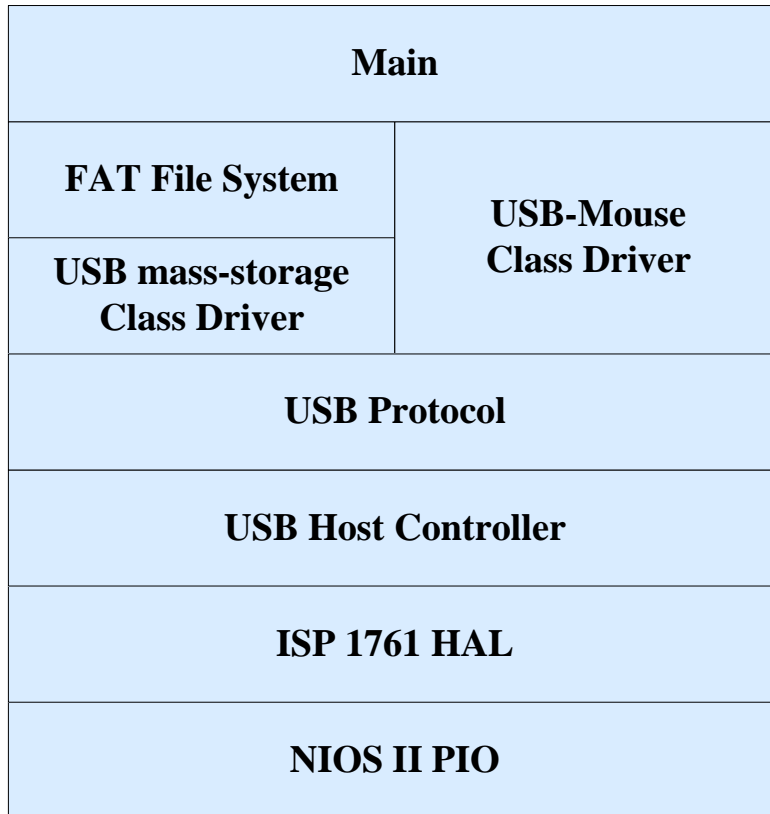 Main
FAT File System
USB mass-storage
Class Driver
USB-Mouse
Class Driver
USB Protocol
USB Host Controller
ISP 1761 HAL
NIOS II PIO